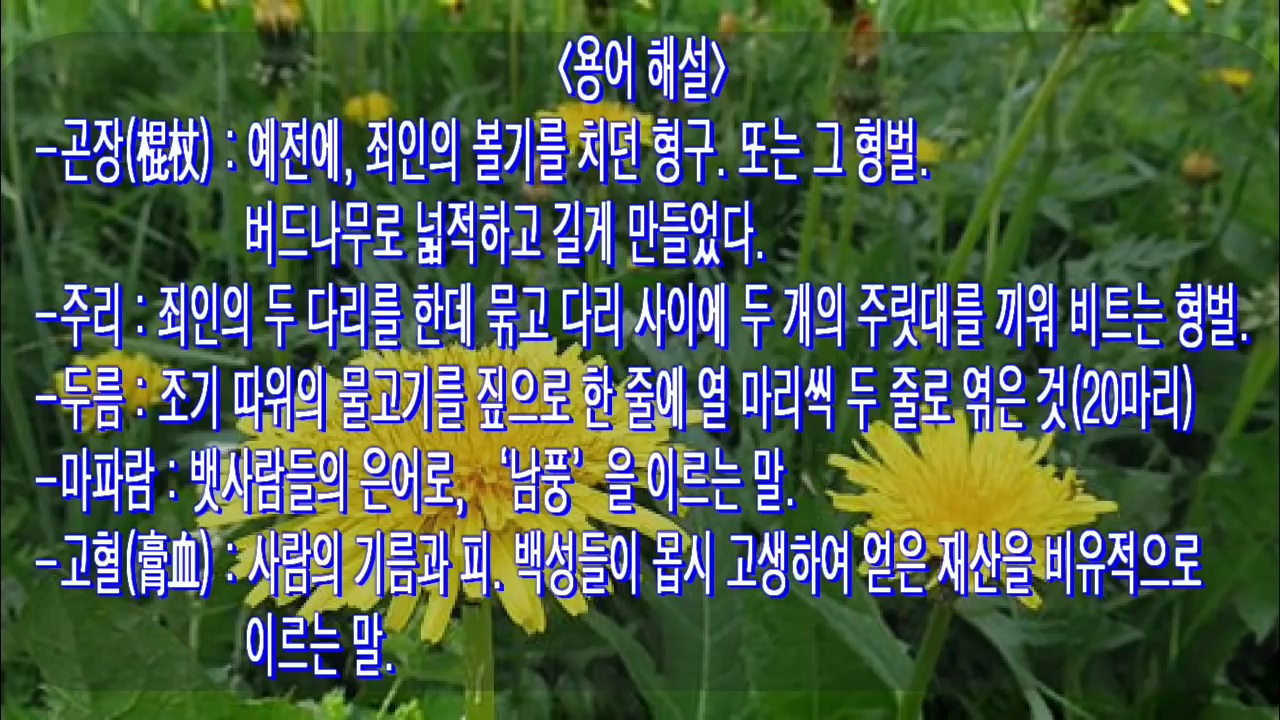 <용어 해설>
-곤장(棍杖) : 예전에, 죄인의 볼기를 치던 형구. 또는 그 형벌.
버드나무로 넓적하고 길게 만들었다.
-주리 : 죄인의 두 다리를 한데 묶고 다리 사이에 두 개의 주릿대를 끼워 비트는 형벌.
-두름 : 조기 따위의 물고기를 짚으로 한 줄에 열 마리씩 두 줄로 엮은 것(20마리)
-마파람 : 뱃사람들의 은어로, ‘남풍’ 을 이르는 말.
-고혈(膏血) : 사람의 기름과 피. 백성들이 몹시 고생하여 얻은 재산을 비유적으로
이르는 말.